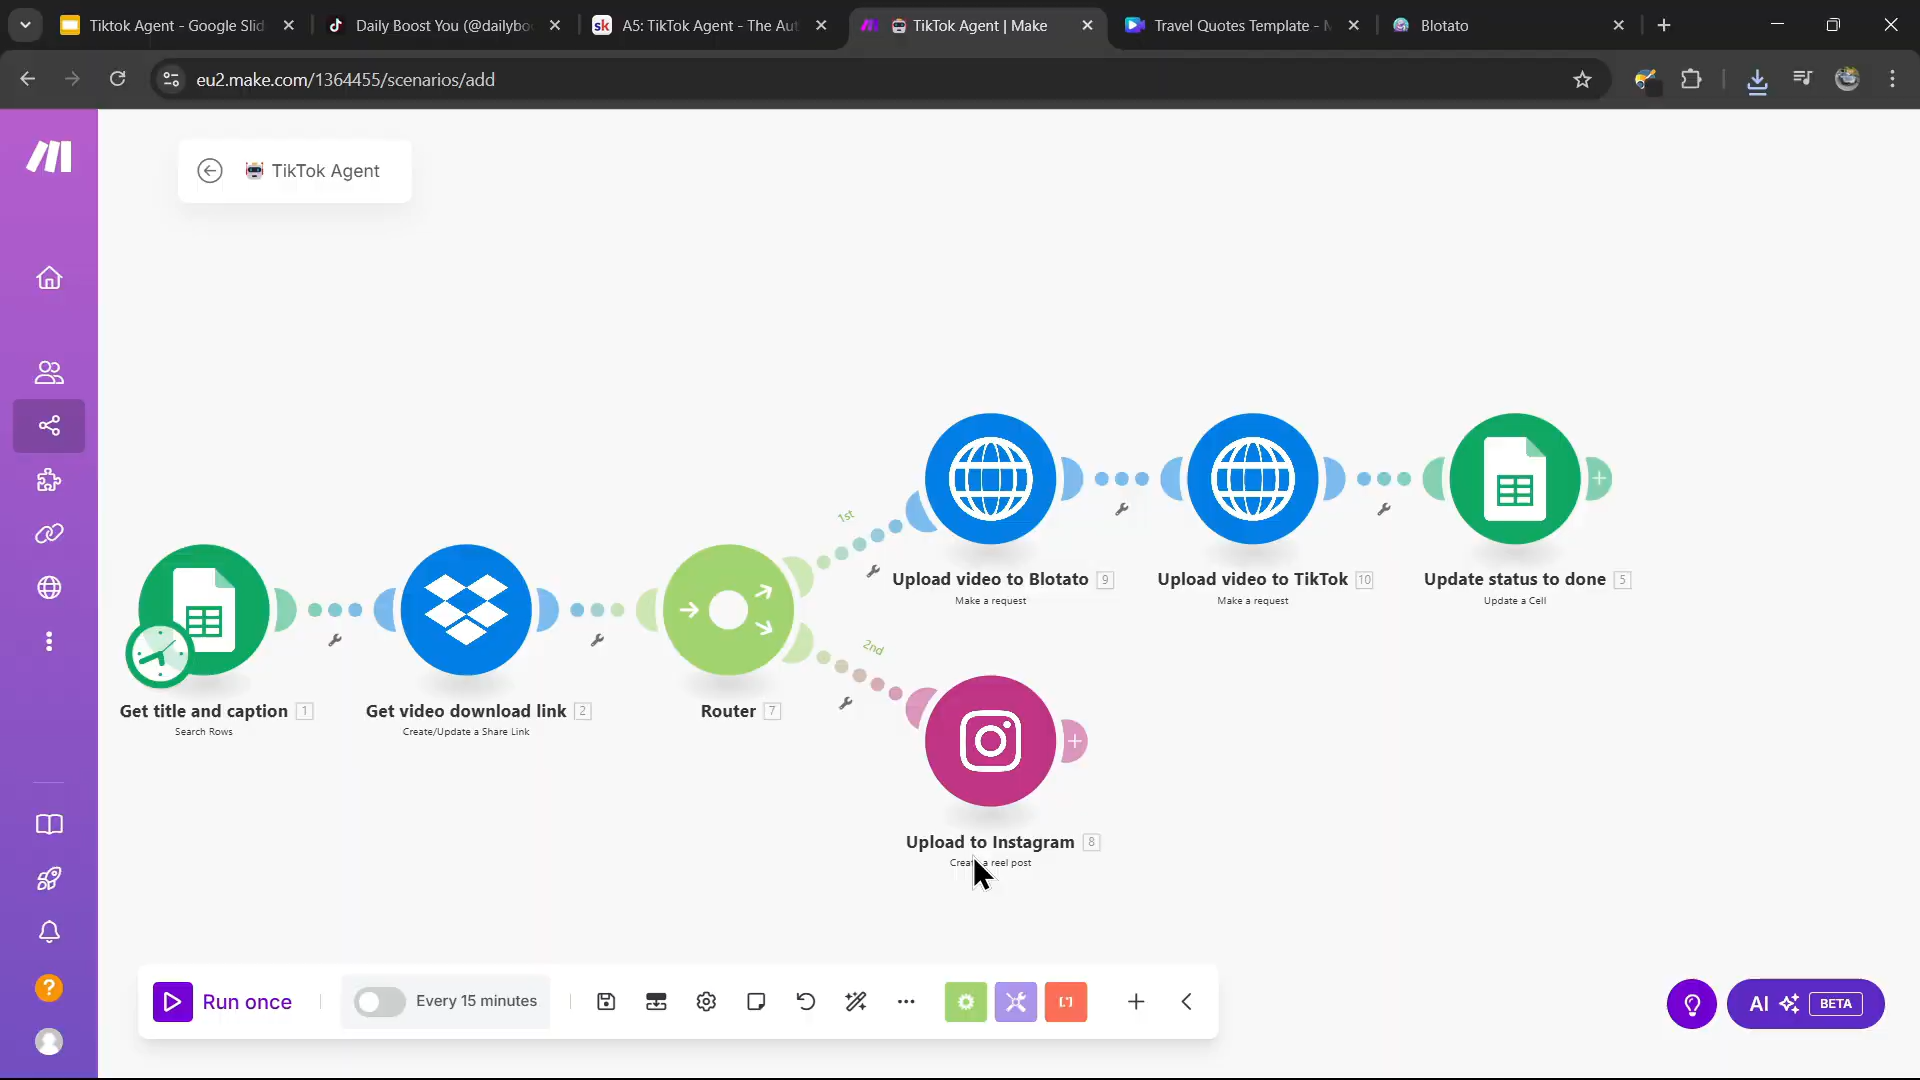 Tiktok Agent - Google Slid
Daily Boost You (@dailybo
sk
A5: TikTok Agent - The Aut
TikTok Agent | Make
Travel Quotes Template - M
Blotato
eu2.make.com/1364455/scenarios/add
TikTok Agent
1st
Upload video to Blotato 9
Make a request
Upload video to TikTok 10
Make a request
Update status to done 5
Update a Cell
2nd
Get title and caption 1
Search Rows
Get video download link 2
Create/Update a Share Link
Router 7
Upload to Instagram 8
Create a reel post
Run once
Every 15 minutes
AI BETA
?